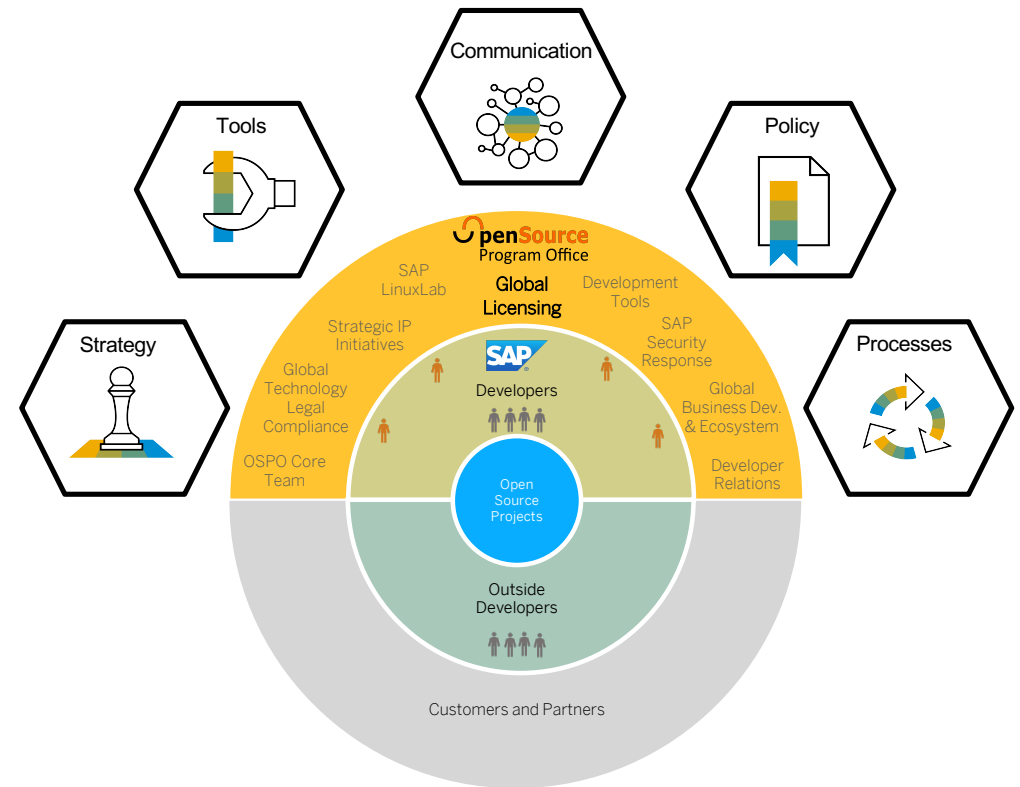 Communication
Tools
Policy
Strategy
Processes
OpenSource
Program Office
Global
Licensing
SAP
LinuxLab
Strategic IP
Initiatives
Global
Technology
Legal
Compliance
OSPO Core
Team
Development
Tools
SAP
Security
Response
Global
Business Dev.
& Ecosystem
Developer
Relations
SAP®
Developers
Open
Source
Projects
Outside
Developers
Customers and Partners